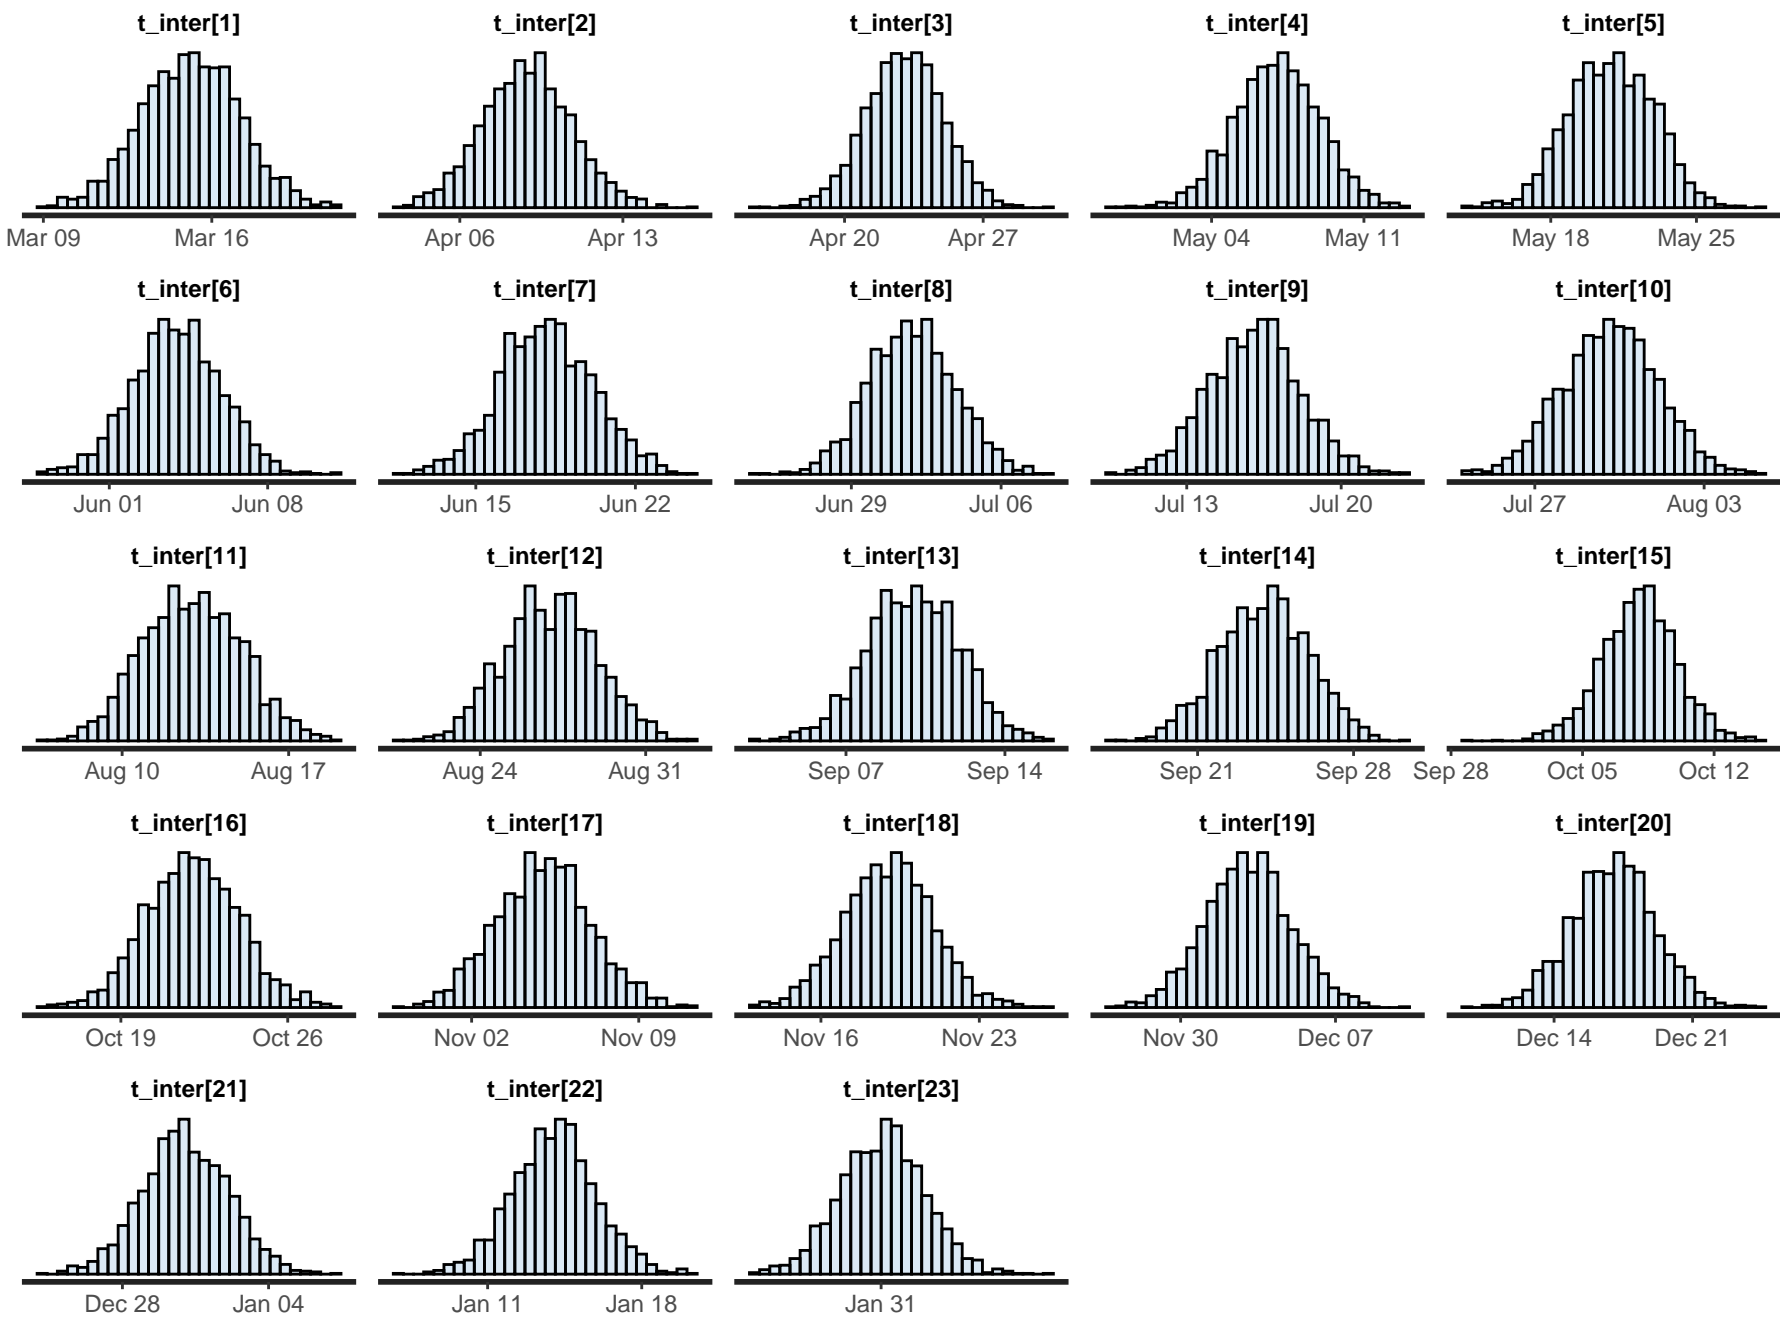 t_inter[1] t_inter[2] t_inter[3] t_inter[4] t_inter[5]
Mar 09 Mar 16 Apr 06 Apr 13 Apr 20 Apr 27 May 04 May 11 May 18 May 25
t_inter[6] t_inter[7] t_inter[8] t_inter[9] t_inter[10]
Jun 01 Jun 08 Jun 15 Jun 22 Jun 29 Jul 06 Jul 13 Jul 20 Jul 27 Aug 03
t_inter[11] t_inter[12] t_inter[13] t_inter[14] t_inter[15]
Aug 10 Aug 17 Aug 24 Aug 31 Sep 07 Sep 14 Sep 21 Sep 28 Sep 28 Oct 05 Oct 12
t_inter[16] t_inter[17] t_inter[18] t_inter[19] t_inter[20]
Oct 19 Oct 26 Nov 02 Nov 09 Nov 16 Nov 23 Nov 30 Dec 07 Dec 14 Dec 21
t_inter[21] t_inter[22] t_inter[23]
Dec 28 Jan 04 Jan 11 Jan 18 Jan 31